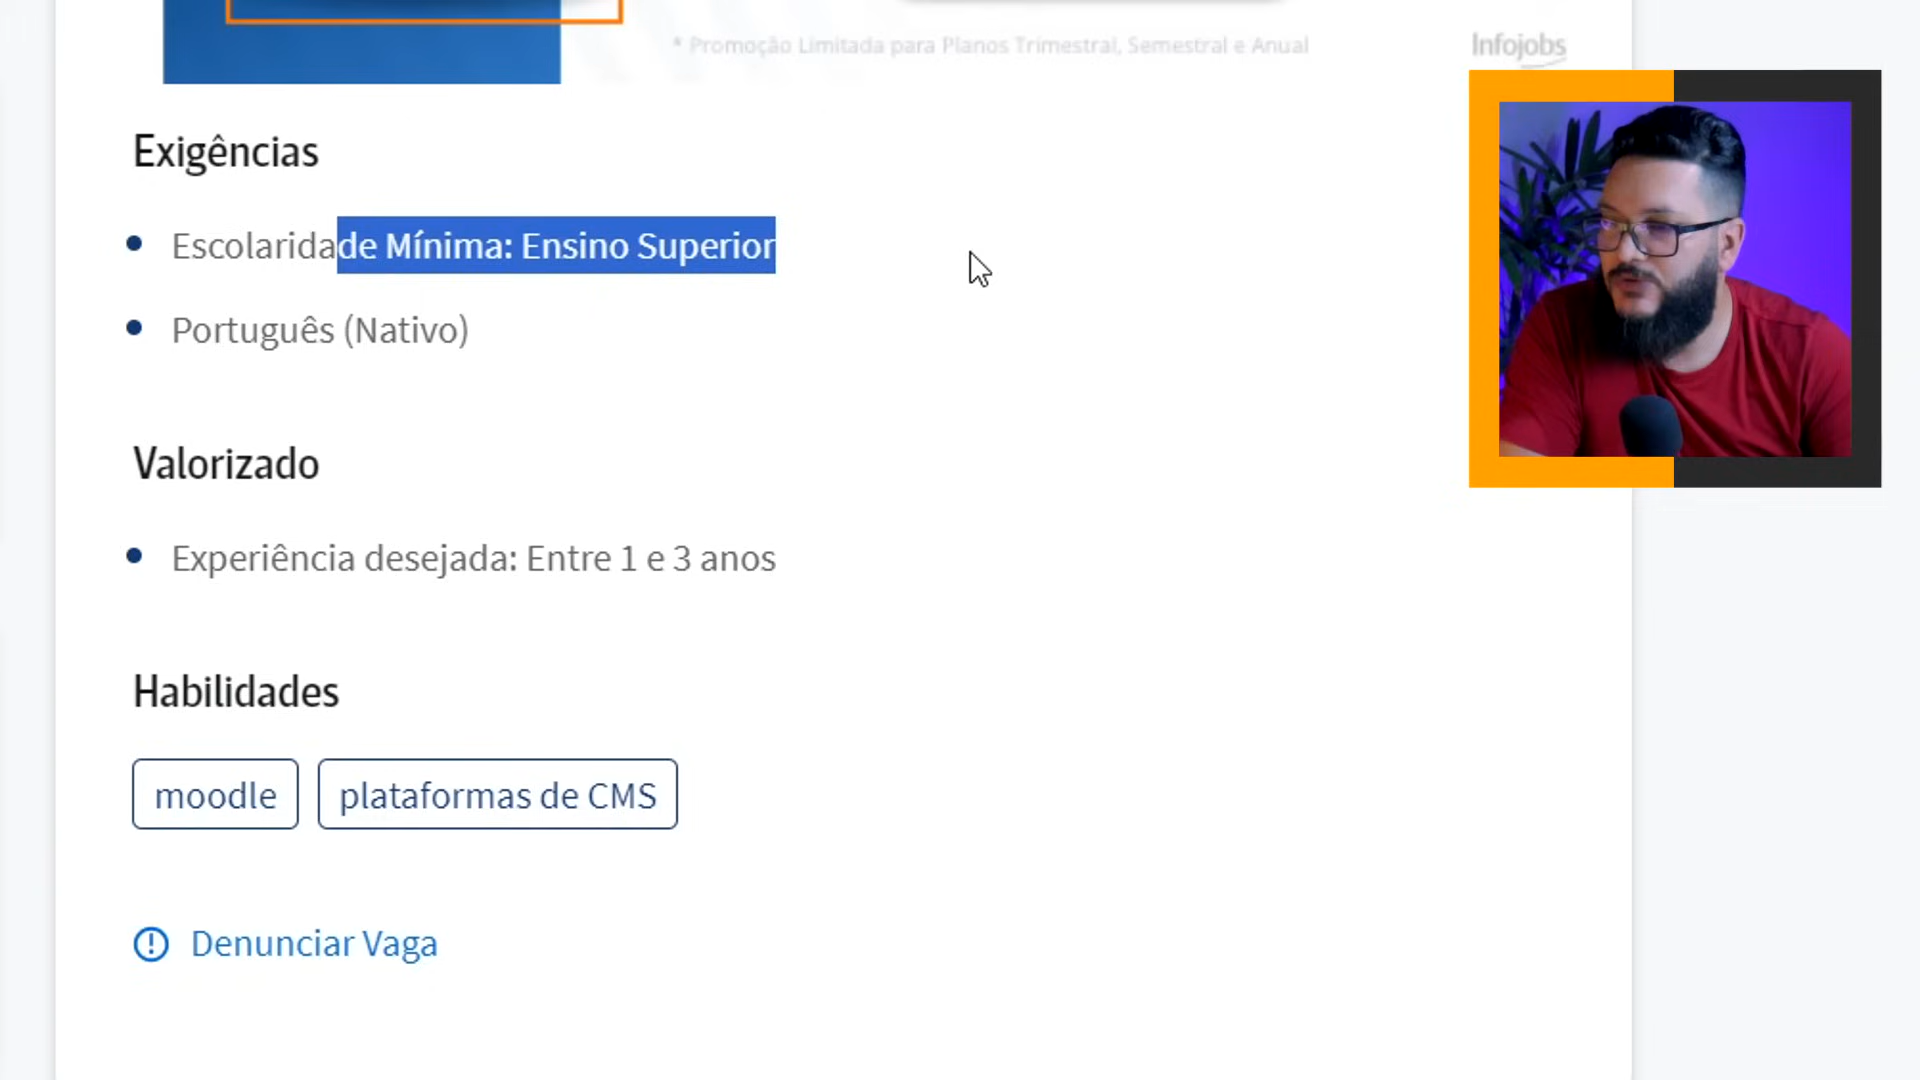 * Promoção Limitada para Planos Trimestral, Semestral e Anual
Infojobs
Exigências
Escolaridade Mínima: Ensino Superior
Português (Nativo)
Valorizado
Experiência desejada: Entre 1 e 3 anos
Habilidades
moodle
plataformas de CMS
Denunciar Vaga